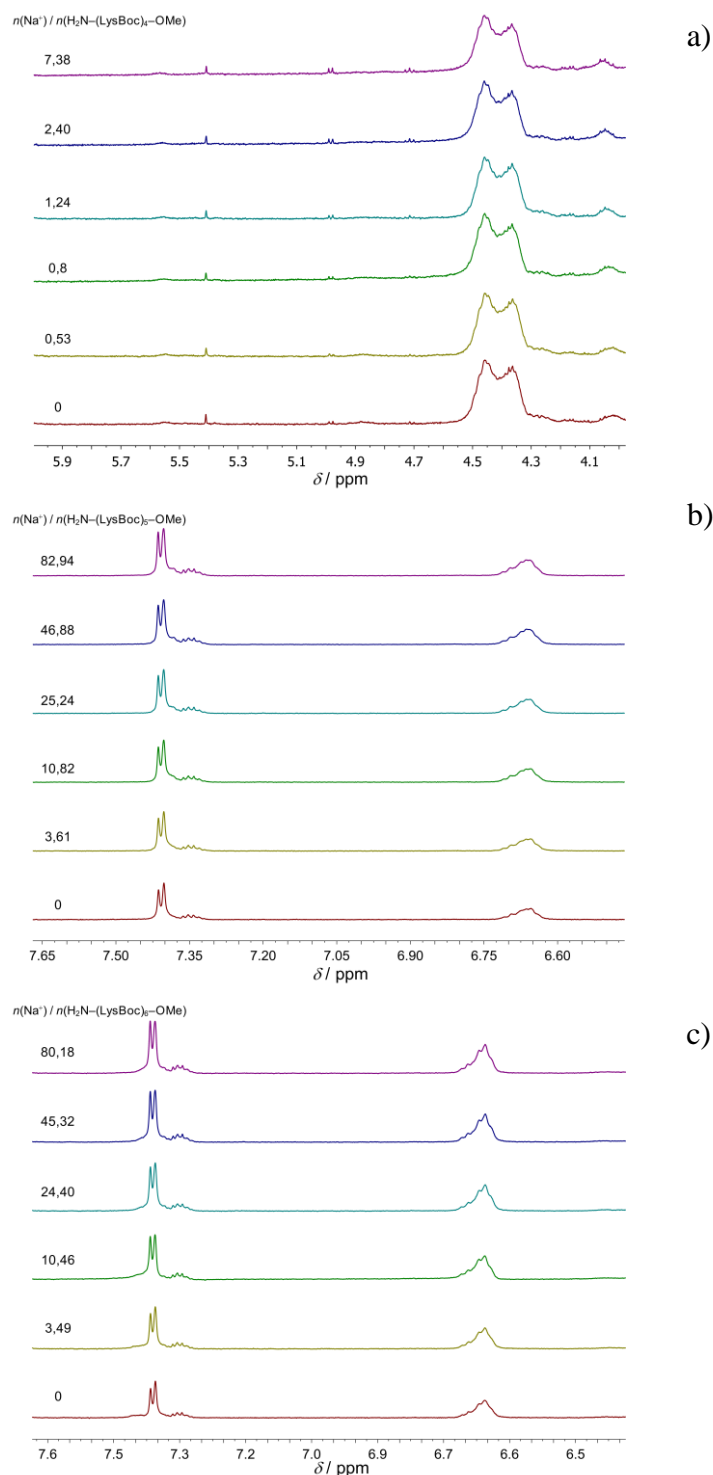 n(Na⁺) / n(H₂N–(LysBoc)₄–OMe)
a)
7,38
2,40
1,24
0,8
0,53
0
5.9 5.7 5.5 5.3 5.1 4.9 4.7 4.5 4.3 4.1
δ / ppm
n(Na⁺) / n(H₂N–(LysBoc)₅–OMe)
b)
82,94
46,88
25,24
10,82
3,61
0
7.65 7.50 7.35 7.20 7.05 6.90 6.75 6.60
δ / ppm
n(Na⁺) / n(H₂N–(LysBoc)₆–OMe)
c)
80,18
45,32
24,40
10,46
3,49
0
7.6 7.5 7.4 7.3 7.2 7.1 7.0 6.9 6.8 6.7 6.6 6.5
δ / ppm